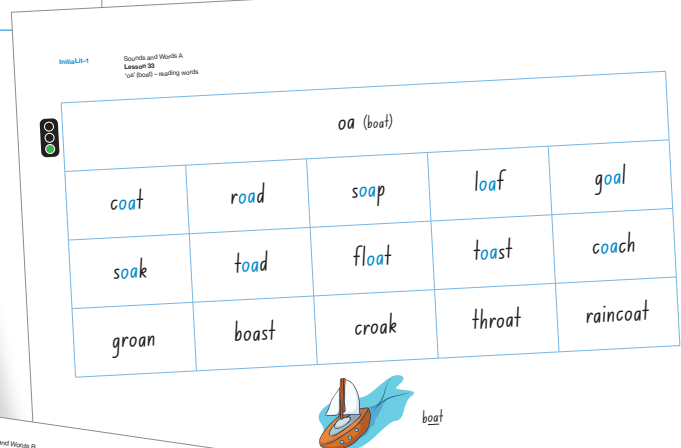 InitiaLit–1
Sounds and Words A
Lesson 33
'oa' (boat) – reading words
oa (boat)
coat road soap loaf goal
soak toad float toast coach
groan boast croak throat raincoat
boat
and Words B